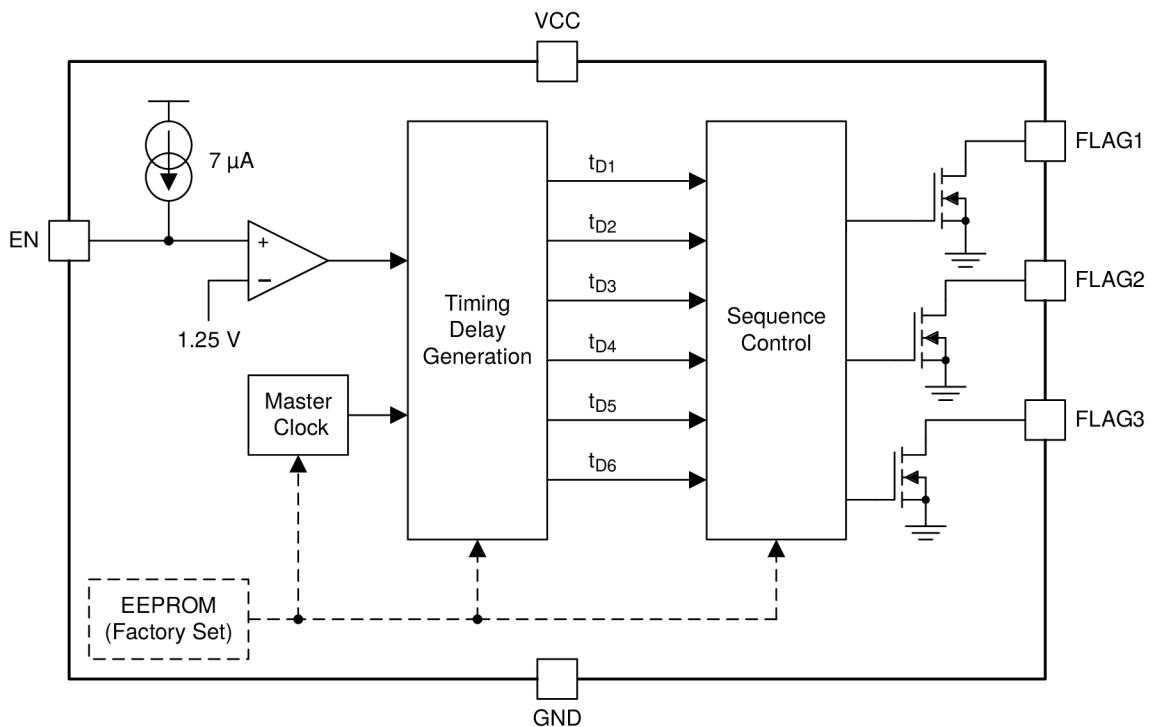 VCC
7 µA
FLAG1
EN
+
−
1.25 V
Timing
Delay
Generation
tD1
tD2
tD3
tD4
tD5
tD6
Sequence
Control
FLAG2
FLAG3
Master
Clock
EEPROM
(Factory Set)
GND